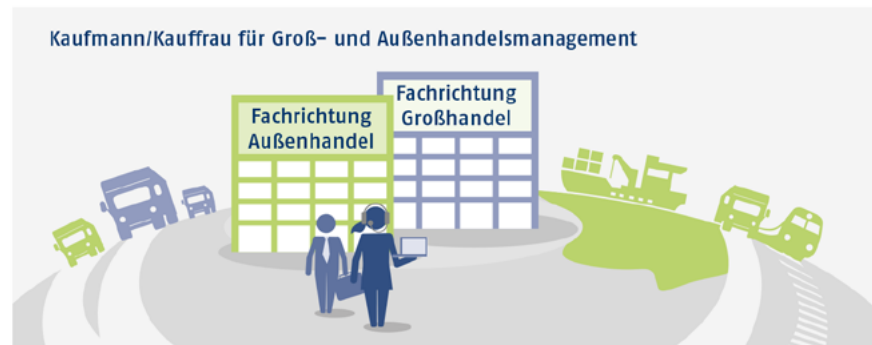 Kaufmann/Kauffrau für Groß- und Außenhandelsmanagement
Fachrichtung
Großhandel
Fachrichtung
Außenhandel